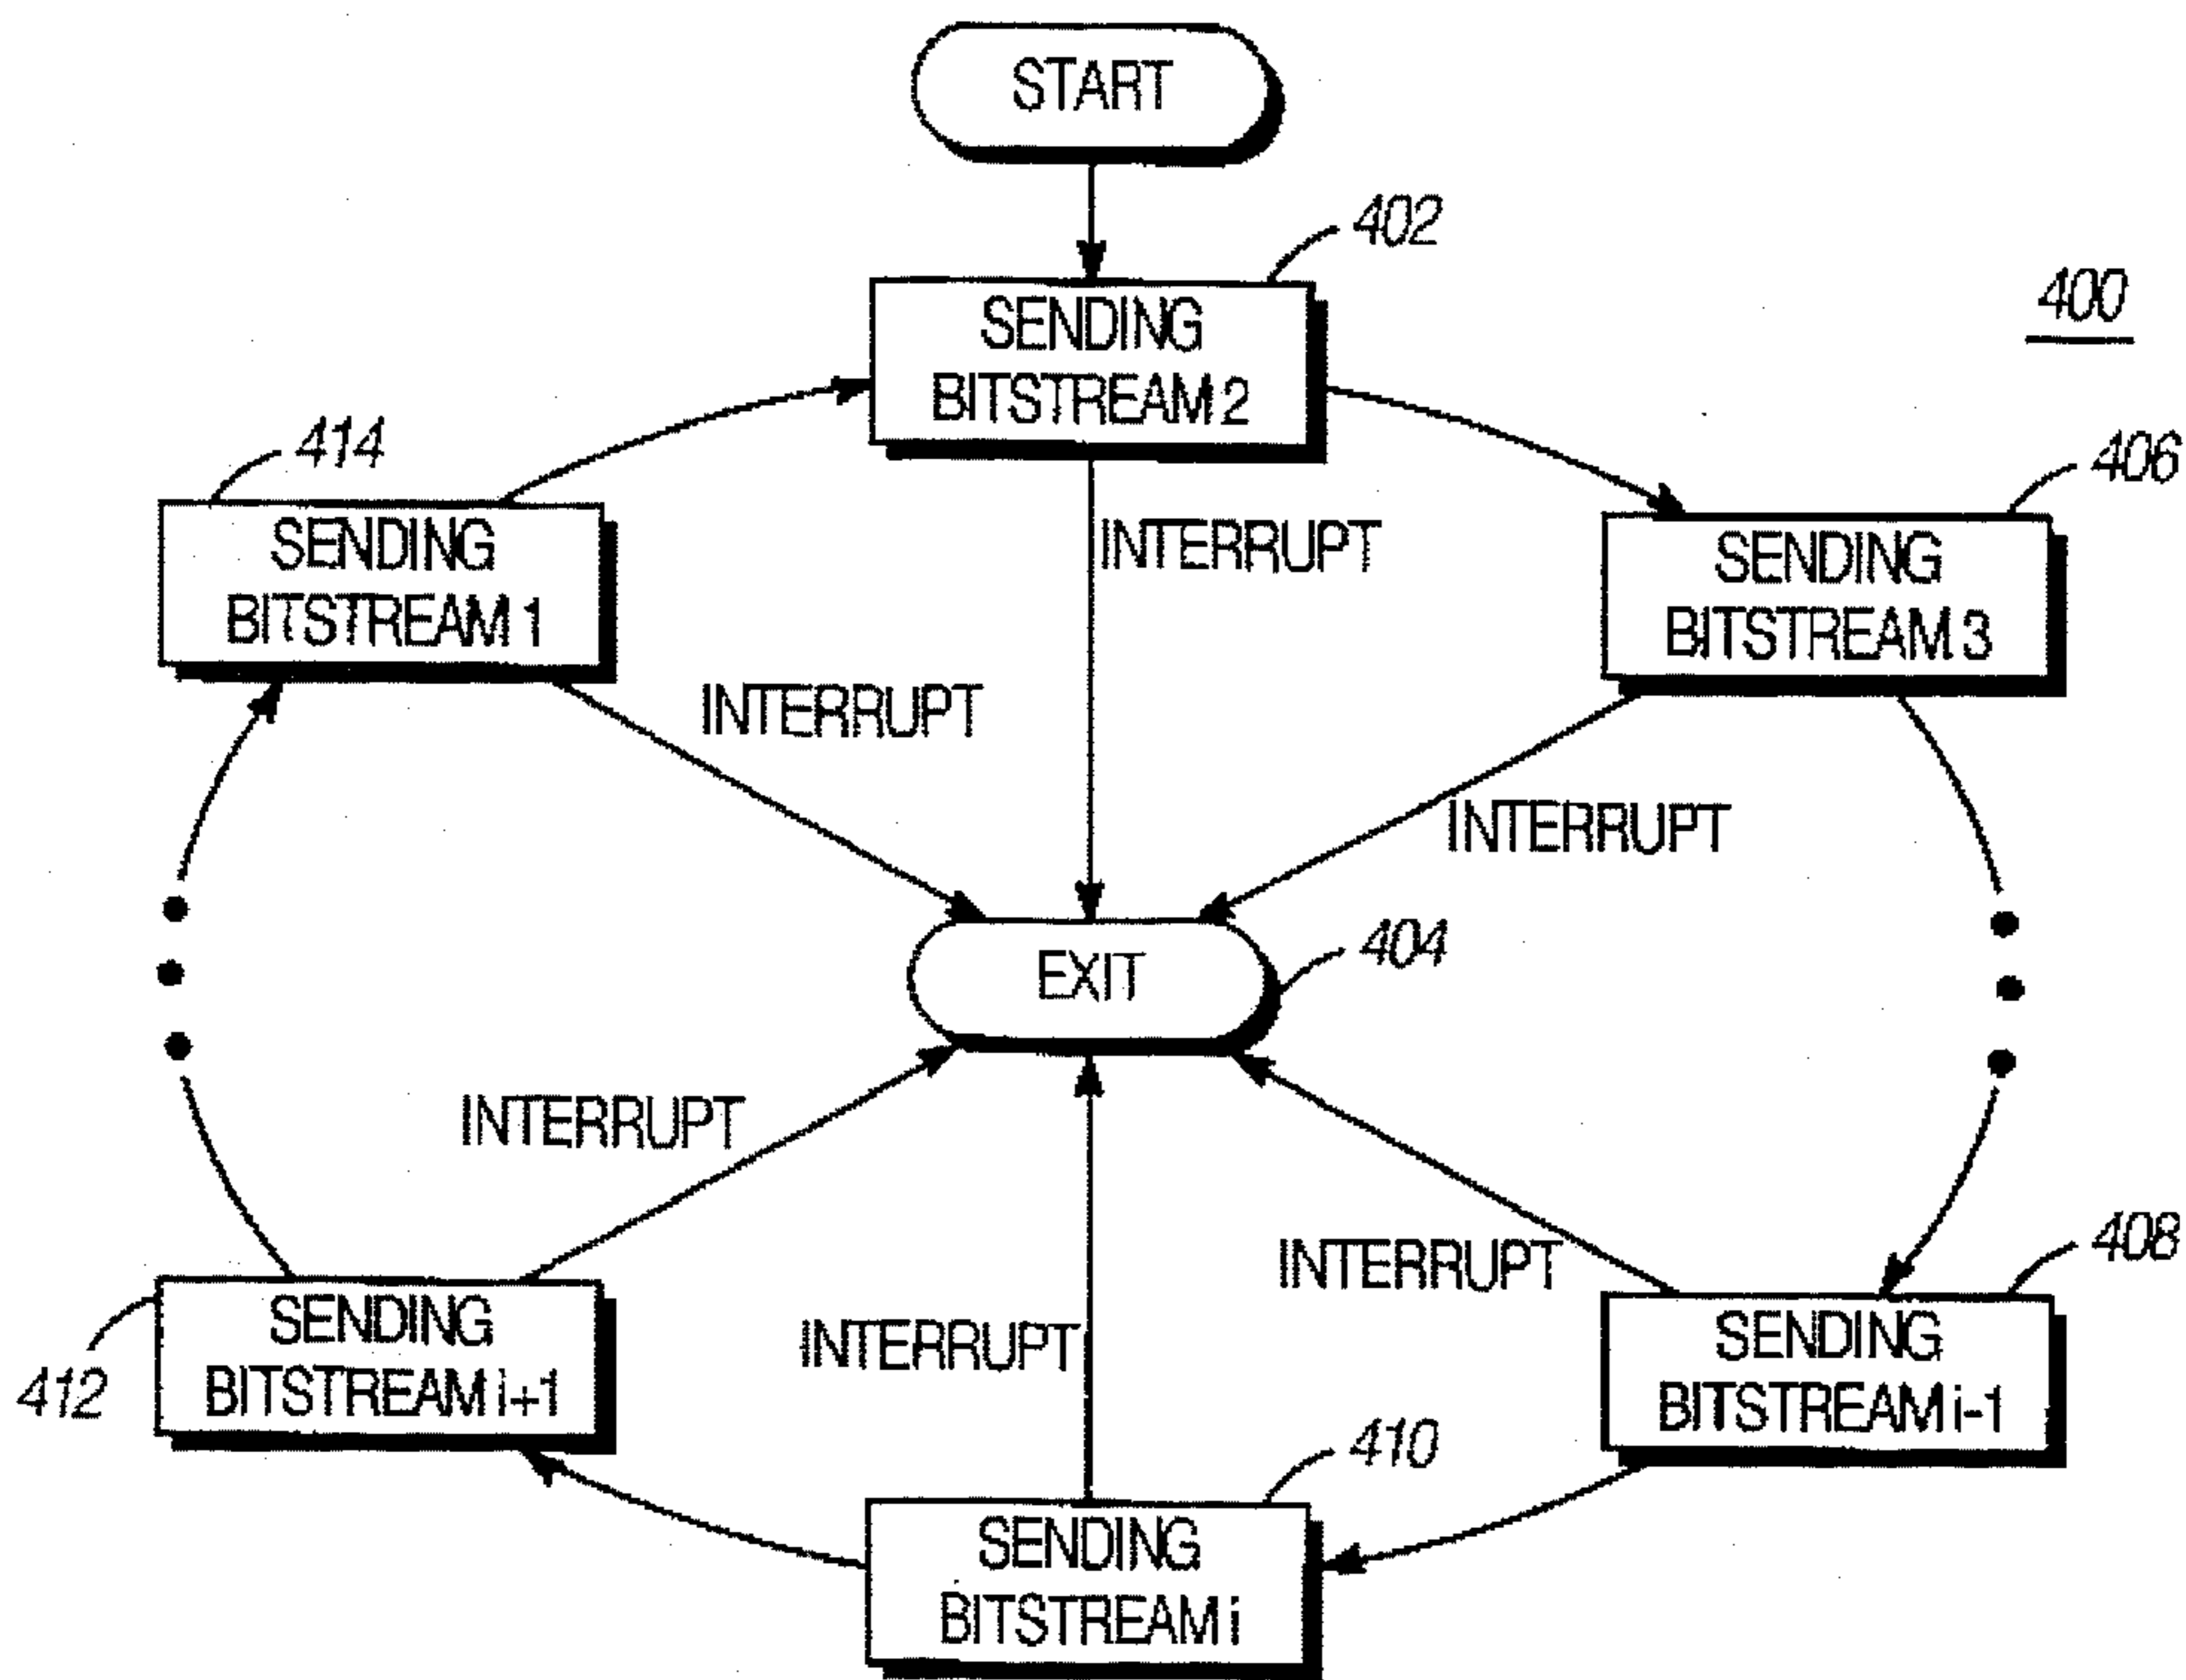 START
402
SENDING
BITSTREAM 2
400
414
SENDING
BITSTREAM 1
406
SENDING
BITSTREAM 3
INTERRUPT
INTERRUPT
INTERRUPT
EXIT
404
INTERRUPT
INTERRUPT
INTERRUPT
408
SENDING
BITSTREAM i-1
412
SENDING
BITSTREAM i+1
410
SENDING
BITSTREAM i